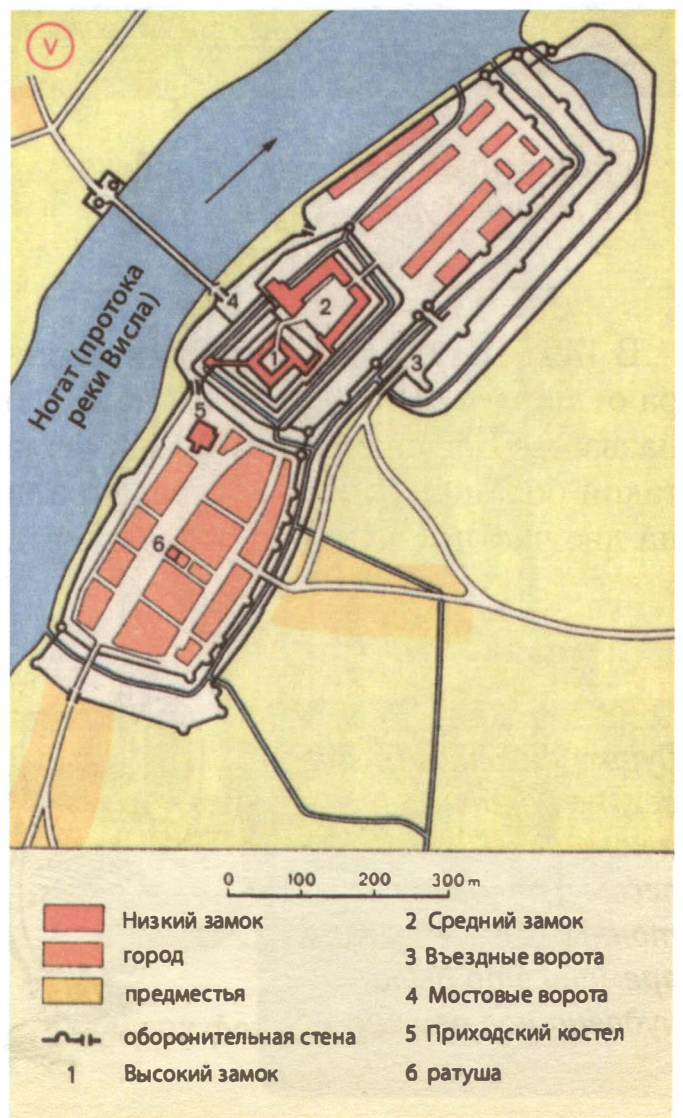 V
4
2
1
3
5
6
Ногат (протока
реки Висла)
0 100 200 300 m
Низкий замок
город
предместья
оборонительная стена
1 Высокий замок
2 Средний замок
3 Въездные ворота
4 Мостовые ворота
5 Приходский костел
6 ратуша